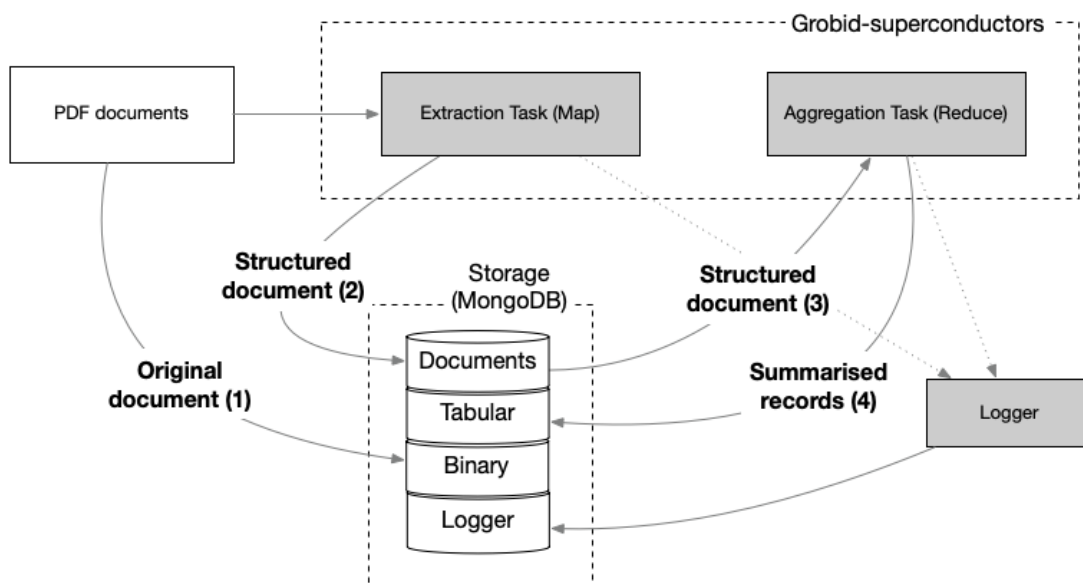 Grobid-superconductors
PDF documents
Extraction Task (Map)
Aggregation Task (Reduce)
Structured
document (2)
Storage
(MongoDB)
Structured
document (3)
Original
document (1)
Documents
Tabular
Binary
Logger
Summarised
records (4)
Logger